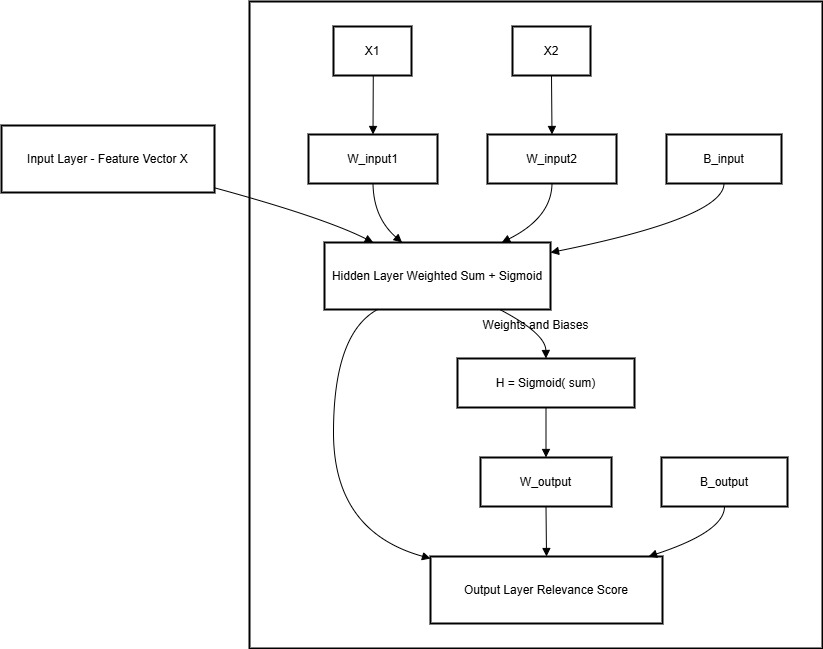 X1
X2
Input Layer - Feature Vector X
W_input1
W_input2
B_input
Hidden Layer Weighted Sum + Sigmoid
Weights and Biases
H = Sigmoid( sum)
W_output
B_output
Output Layer Relevance Score